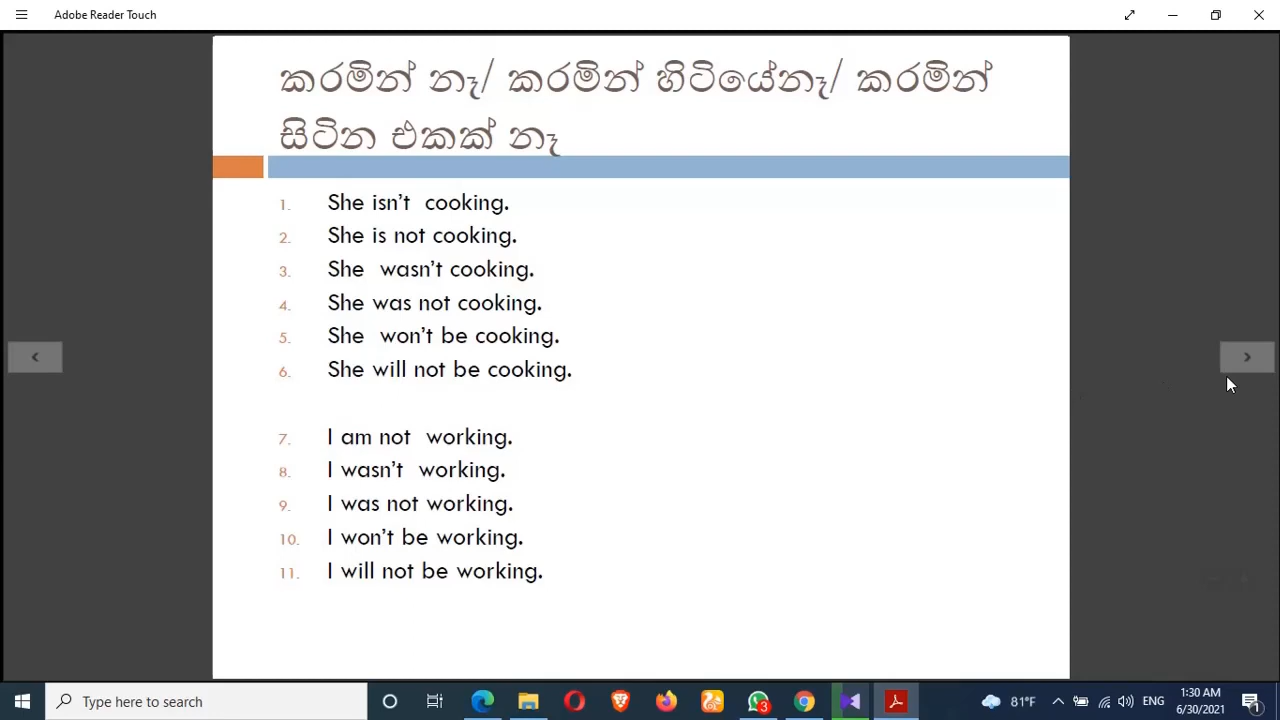 Adobe Reader Touch
කරමින් නෑ/ කරමින් හිටියේනෑ/ කරමින්
සිටින එකක් නෑ
1. She isn't cooking.
2. She is not cooking.
3. She wasn't cooking.
4. She was not cooking.
5. She won't be cooking.
6. She will not be cooking.
7. I am not working.
8. I wasn't working.
9. I was not working.
10. I won't be working.
11. I will not be working.
Type here to search
3
81°F
ENG
1:30 AM
6/30/2021
1